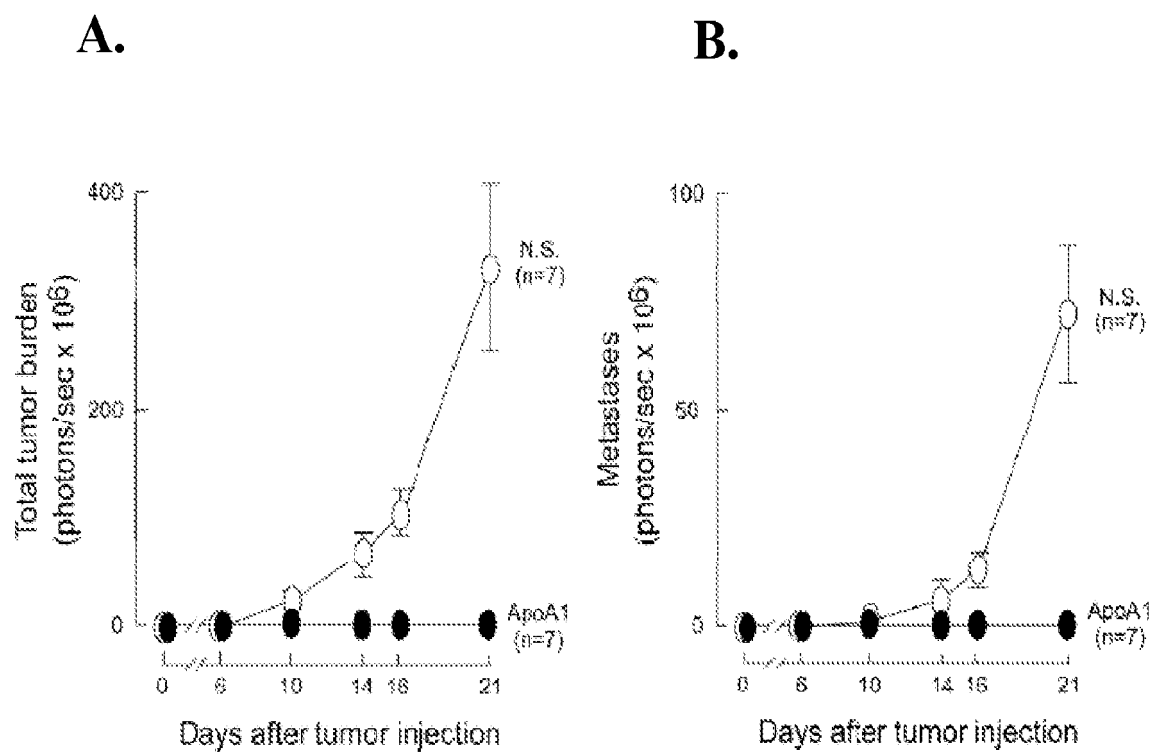 A.
Total tumor burden
(photons/sec x 10⁶)
400
200
0
N.S.
(n=7)
ApoA1
(n=7)
0 6 10 14 16 21
Days after tumor injection
B.
Metastases
(photons/sec x 10⁶)
100
50
0
N.S.
(n=7)
ApoA1
(n=7)
0 6 10 14 16 21
Days after tumor injection